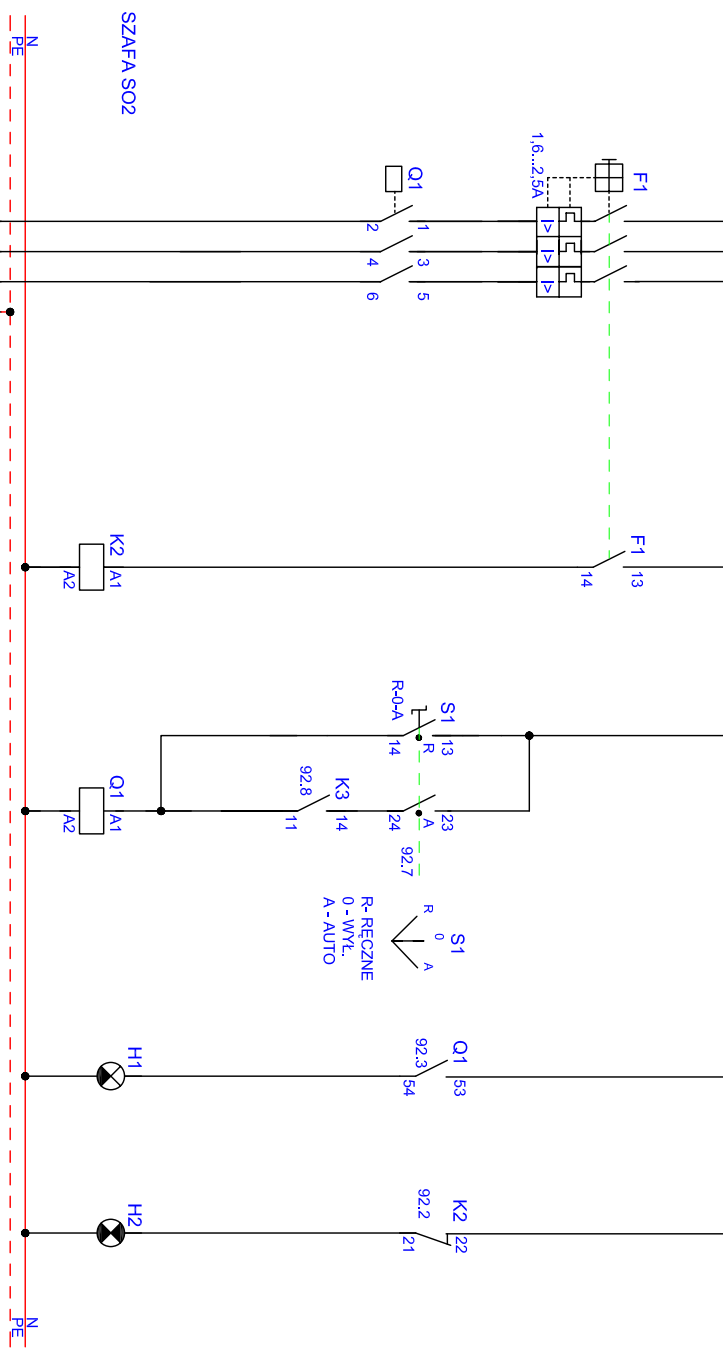 SZAFA SO2
F1
1,6...2,5A
I>
I>
I>
Q1
1
3
5
2
4
6
F1
13
14
K2
A1
A2
S1
R-0-A
13
R
14
23
A
24
92.7
K3
92.8
14
11
Q1
A1
A2
S1
R
0
A
R- RĘCZNE
0 - WYŁ.
A - AUTO
Q1
92.3
53
54
H1
K2
92.2
22
21
H2
N
PE
N
PE